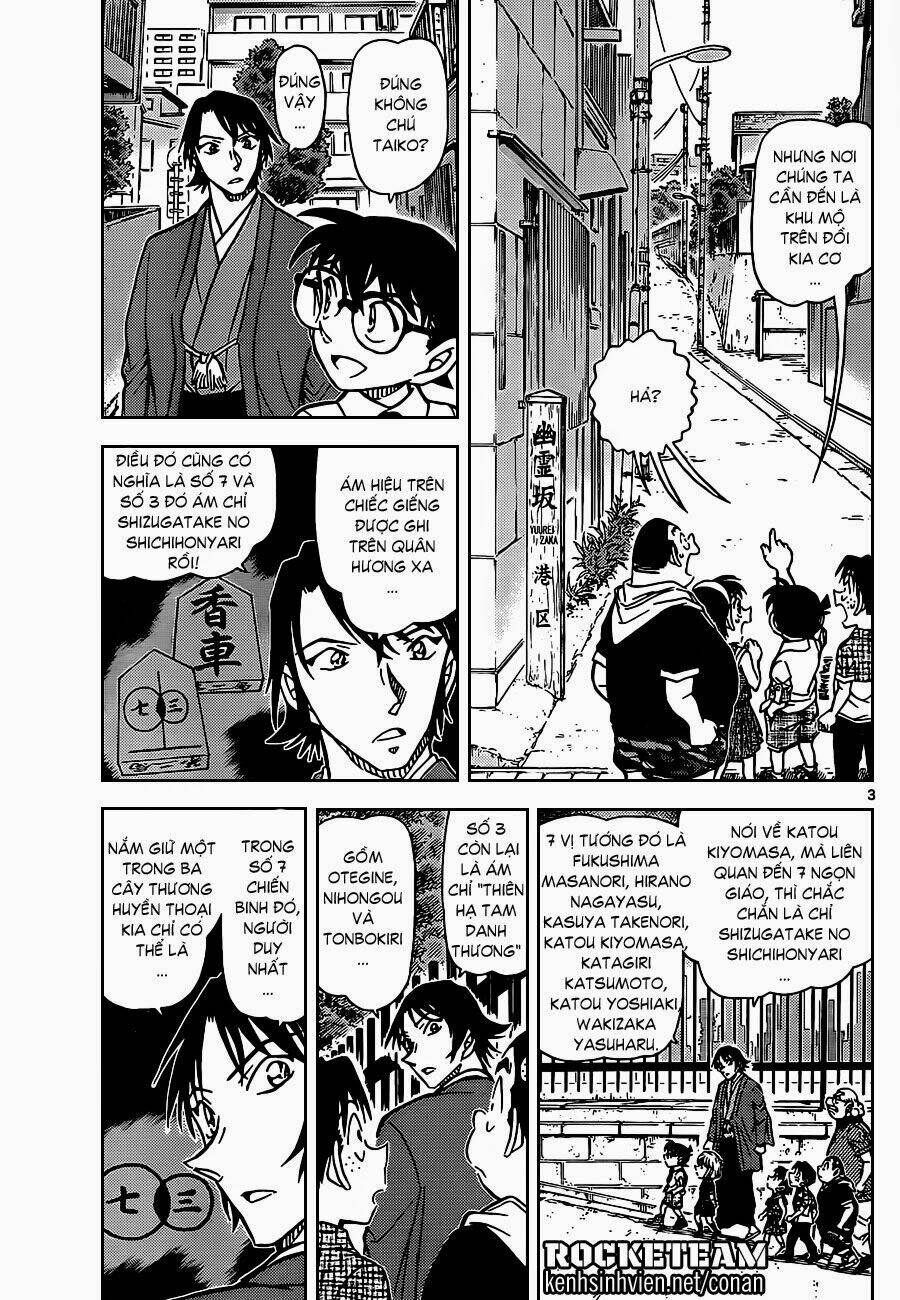 NHƯNG NƠI
CHÚNG TA
CẦN ĐẾN LÀ
KHU MỘ
TRÊN ĐỒI
KIA CƠ
...
HẢ?
幽霊坂
YUUREI
ZAKA
港区
ĐÚNG
KHÔNG
CHÚ
TAIKO?
ĐÚNG
VẬY
...
ÁM HIỆU TRÊN
CHIẾC GIẾNG
ĐƯỢC GHI
TRÊN QUÂN
HƯƠNG XA
...
ĐIỀU ĐÓ CŨNG CÓ
NGHĨA LÀ SỐ 7 VÀ
SỐ 3 ĐÓ ÁM CHỈ
SHIZUGATAKE NO
SHICHIHONYARI
RỒI!
香車
七 三
3
NÓI VỀ KATOU
KIYOMASA, MÀ LIÊN
QUAN ĐẾN 7 NGỌN
GIÁO, THÌ CHẮC
CHẮN LÀ CHỈ
SHIZUGATAKE NO
SHICHIHONYARI
...
7 VỊ TƯỚNG ĐÓ LÀ
FUKUSHIMA
MASANORI, HIRANO
NAGAYASU,
KASUYA TAKENORI,
KATOU KIYOMASA,
KATAGIRI
KATSUMOTO,
KATOU YOSHIAKI,
WAKIZAKA
YASUHARU.
SỐ 3
CÒN LẠI
LÀ ÁM
CHỈ "THIÊN
HẠ TAM
DANH
THƯƠNG"
GỒM
OTEGINE,
NIHONGOU
VÀ
TONBOKIRI
...
TRONG
SỐ 7
CHIẾN
BINH ĐÓ,
NGƯỜI
DUY
NHẤT
...
NẮM GIỮ MỘT
TRONG BA
CÂY THƯƠNG
HUYỀN THOẠI
KIA CHỈ CÓ
THỂ LÀ
...
七 三
ROCKETEAM
kenhsinhvien.net/conan